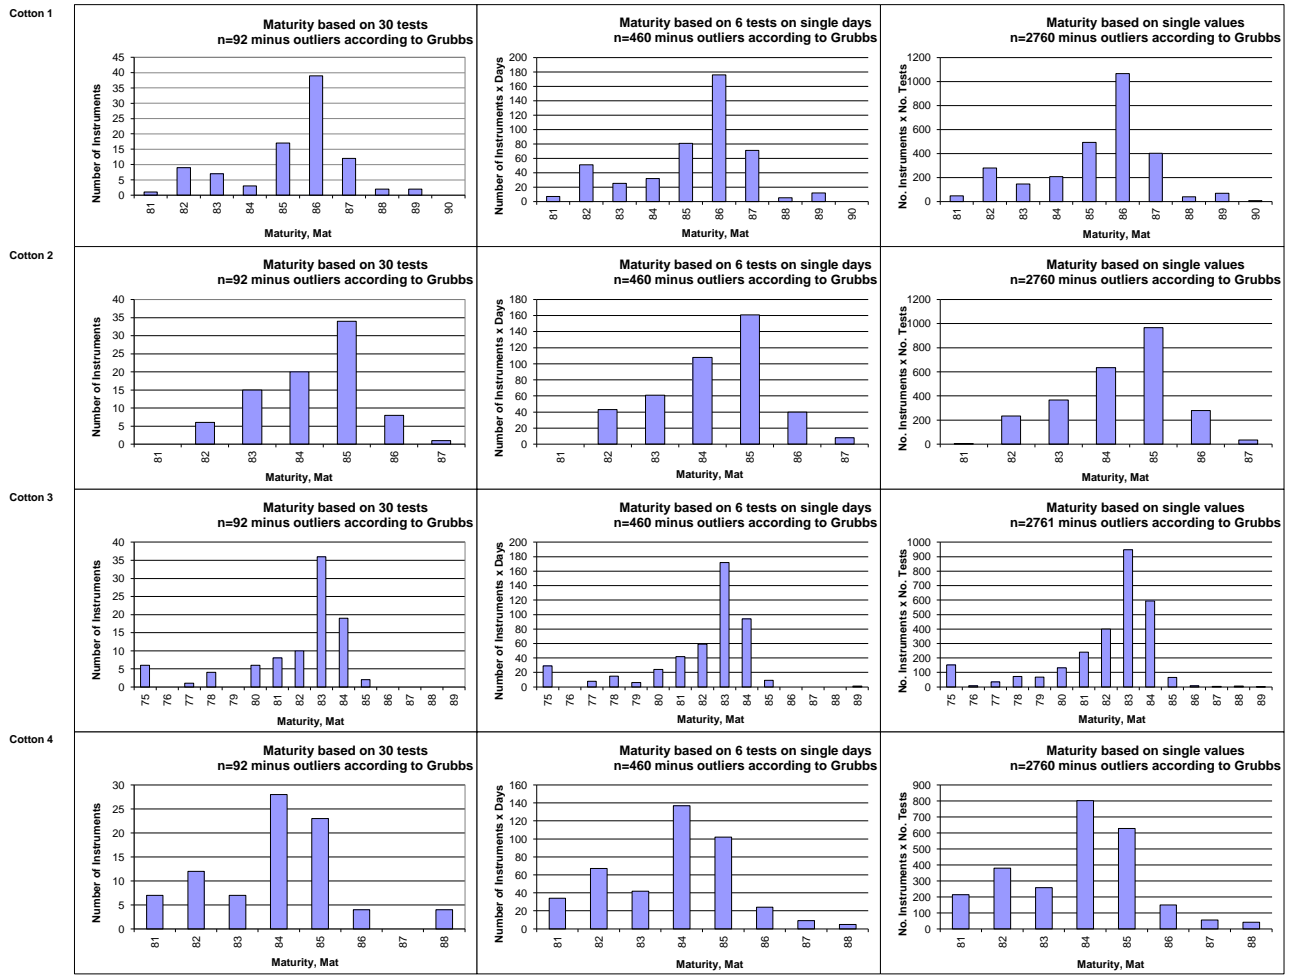 Cotton 1
Maturity based on 30 tests
n=92 minus outliers according to Grubbs
Number of Instruments
45
40
35
30
25
20
15
10
5
0
81 82 83 84 85 86 87 88 89 90
Maturity, Mat
Maturity based on 6 tests on single days
n=460 minus outliers according to Grubbs
Number of Instruments x Days
200
180
160
140
120
100
80
60
40
20
0
81 82 83 84 85 86 87 88 89 90
Maturity, Mat
Maturity based on single values
n=2760 minus outliers according to Grubbs
No. Instruments x No. Tests
1200
1000
800
600
400
200
0
81 82 83 84 85 86 87 88 89 90
Maturity, Mat
Cotton 2
Maturity based on 30 tests
n=92 minus outliers according to Grubbs
Number of Instruments
40
35
30
25
20
15
10
5
0
81 82 83 84 85 86 87
Maturity, Mat
Maturity based on 6 tests on single days
n=460 minus outliers according to Grubbs
Number of Instruments x Days
180
160
140
120
100
80
60
40
20
0
81 82 83 84 85 86 87
Maturity, Mat
Maturity based on single values
n=2760 minus outliers according to Grubbs
No. Instruments x No. Tests
1200
1000
800
600
400
200
0
81 82 83 84 85 86 87
Maturity, Mat
Cotton 3
Maturity based on 30 tests
n=92 minus outliers according to Grubbs
Number of Instruments
40
35
30
25
20
15
10
5
0
75 76 77 78 79 80 81 82 83 84 85 86 87 88 89
Maturity, Mat
Maturity based on 6 tests on single days
n=460 minus outliers according to Grubbs
Number of Instruments x Days
200
180
160
140
120
100
80
60
40
20
0
75 76 77 78 79 80 81 82 83 84 85 86 87 88 89
Maturity, Mat
Maturity based on single values
n=2761 minus outliers according to Grubbs
No. Instruments x No. Tests
1000
900
800
700
600
500
400
300
200
100
0
75 76 77 78 79 80 81 82 83 84 85 86 87 88 89
Maturity, Mat
Cotton 4
Maturity based on 30 tests
n=92 minus outliers according to Grubbs
Number of Instruments
30
25
20
15
10
5
0
81 82 83 84 85 86 87 88
Maturity, Mat
Maturity based on 6 tests on single days
n=460 minus outliers according to Grubbs
Number of Instruments x Days
160
140
120
100
80
60
40
20
0
81 82 83 84 85 86 87 88
Maturity, Mat
Maturity based on single values
n=2760 minus outliers according to Grubbs
No. Instruments x No. Tests
900
800
700
600
500
400
300
200
100
0
81 82 83 84 85 86 87 88
Maturity, Mat